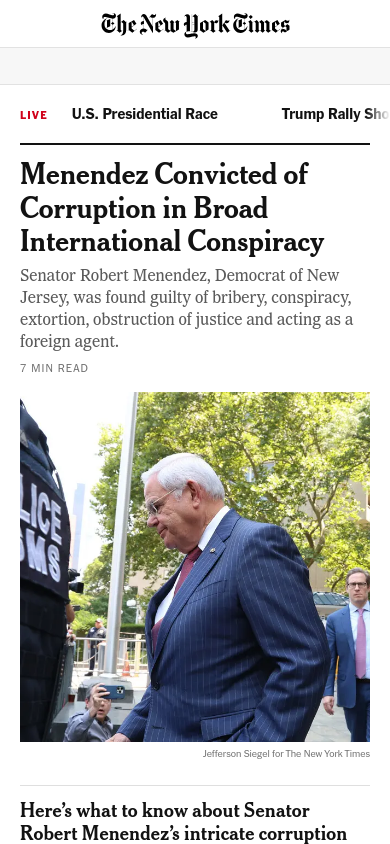 The New York Times
LIVE U.S. Presidential Race Trump Rally Sho
Menendez Convicted of
Corruption in Broad
International Conspiracy
Senator Robert Menendez, Democrat of New
Jersey, was found guilty of bribery, conspiracy,
extortion, obstruction of justice and acting as a
foreign agent.
7 MIN READ
LICE
Jefferson Siegel for The New York Times
Here’s what to know about Senator
Robert Menendez’s intricate corruption